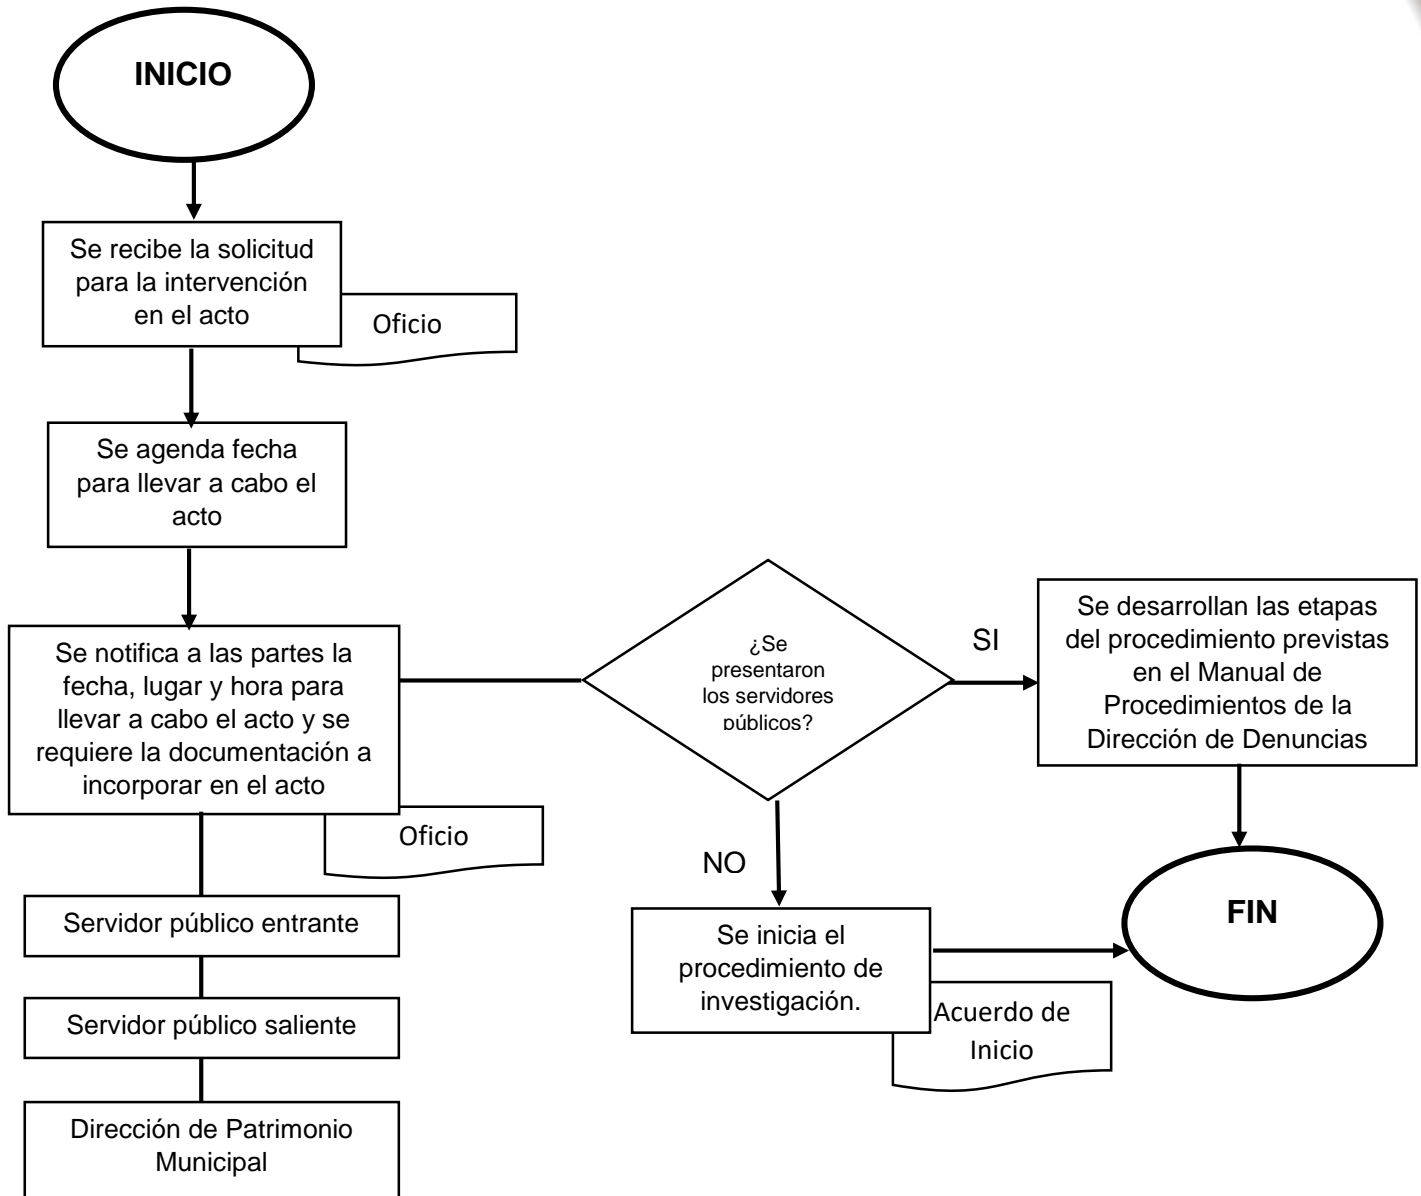 INICIO
Se recibe la solicitud
para la intervención
en el acto
Oficio
Se agenda fecha
para llevar a cabo el
acto
Se notifica a las partes la
fecha, lugar y hora para
llevar a cabo el acto y se
requiere la documentación a
incorporar en el acto
Oficio
Servidor público entrante
Servidor público saliente
Dirección de Patrimonio
Municipal
¿Se
presentaron
los servidores
públicos?
SI
Se desarrollan las etapas
del procedimiento previstas
en el Manual de
Procedimientos de la
Dirección de Denuncias
NO
Se inicia el
procedimiento de
investigación.
Acuerdo de
Inicio
FIN